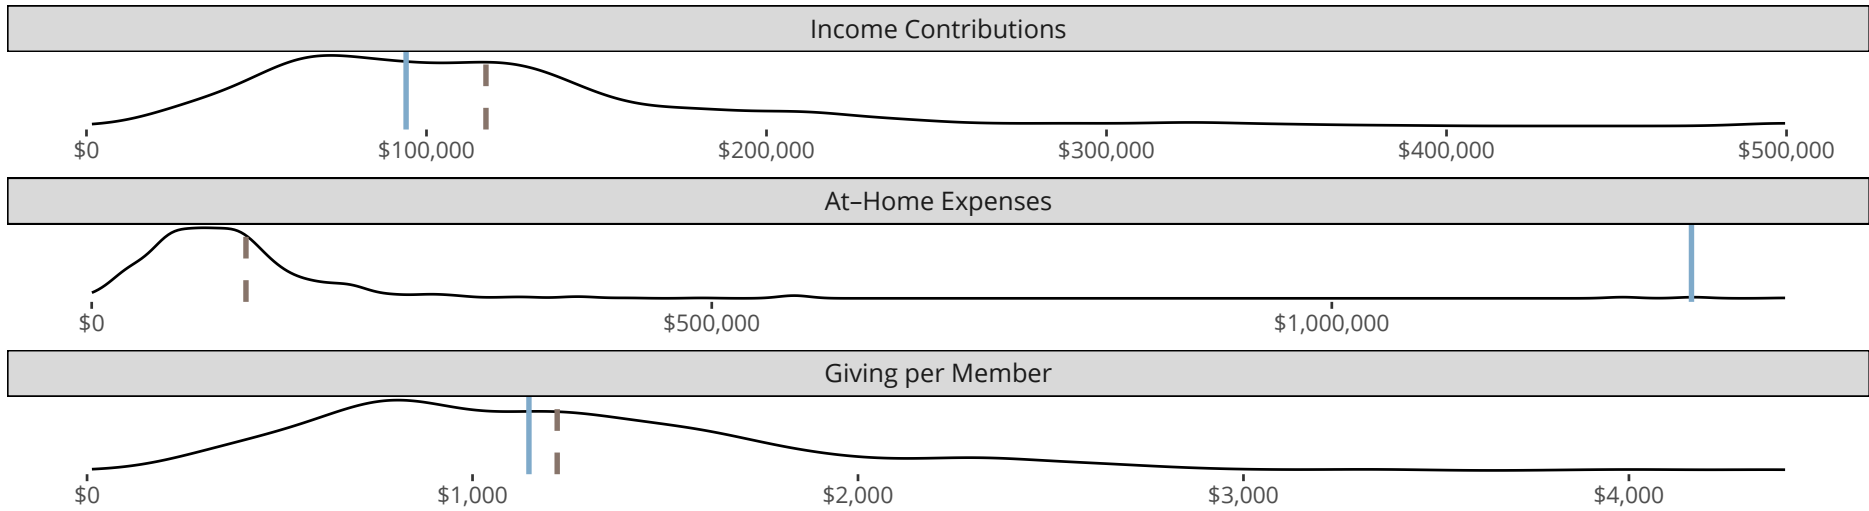 Income Contributions
$0 $100,000 $200,000 $300,000 $400,000 $500,000
At–Home Expenses
$0 $500,000 $1,000,000
Giving per Member
$0 $1,000 $2,000 $3,000 $4,000